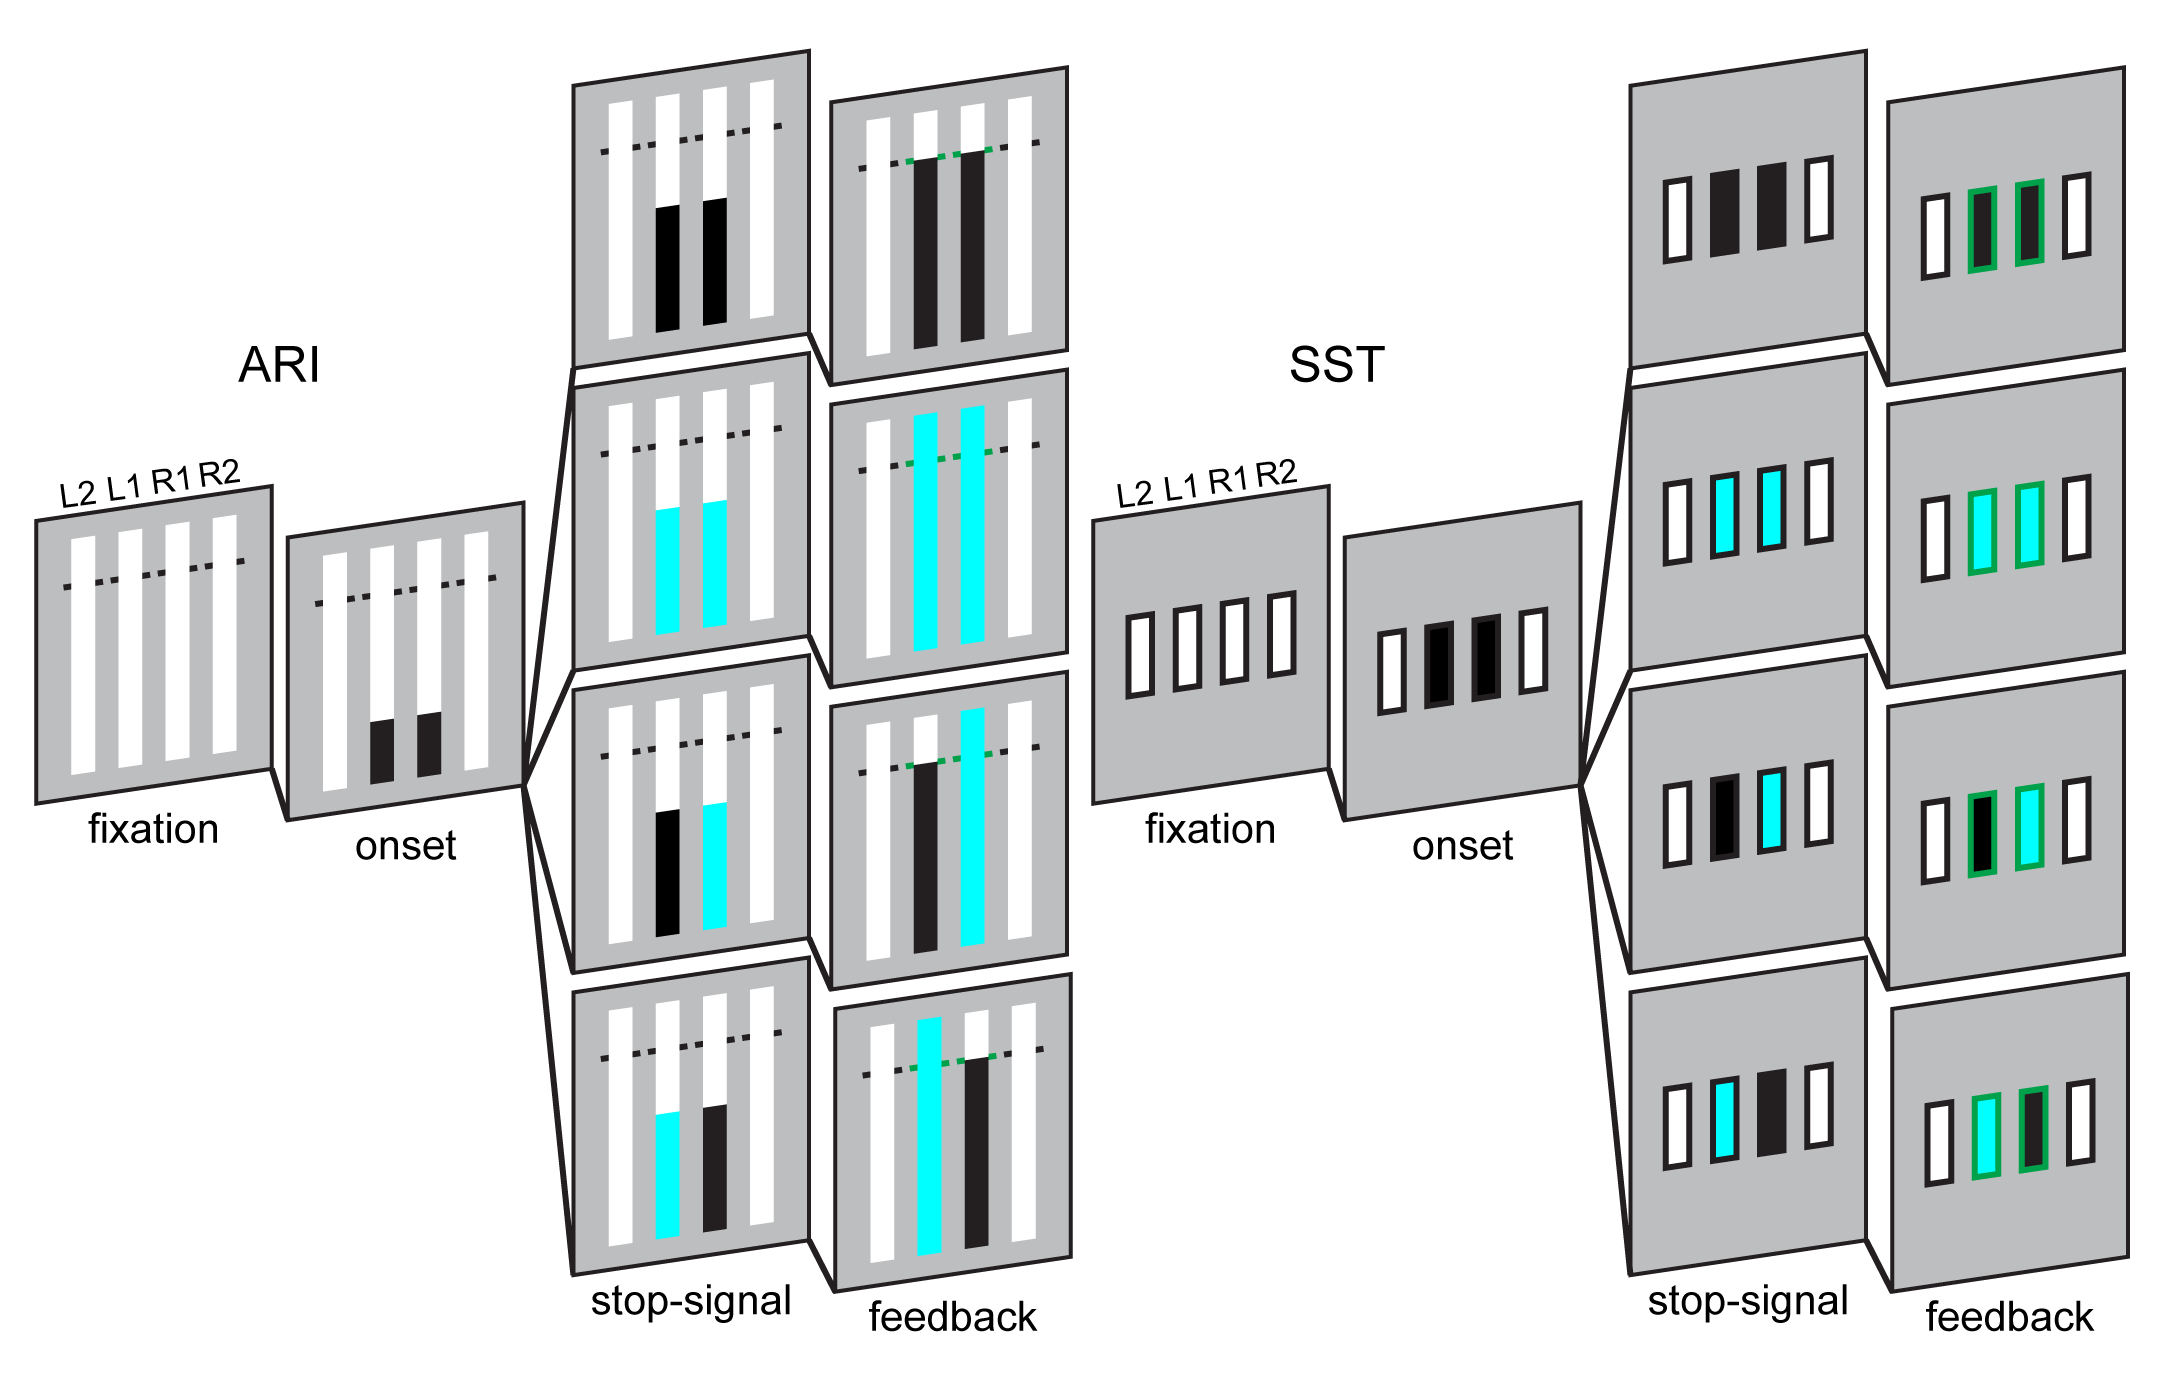 ARI
L2 L1 R1 R2
fixation
onset
stop-signal
feedback
SST
L2 L1 R1 R2
fixation
onset
stop-signal
feedback